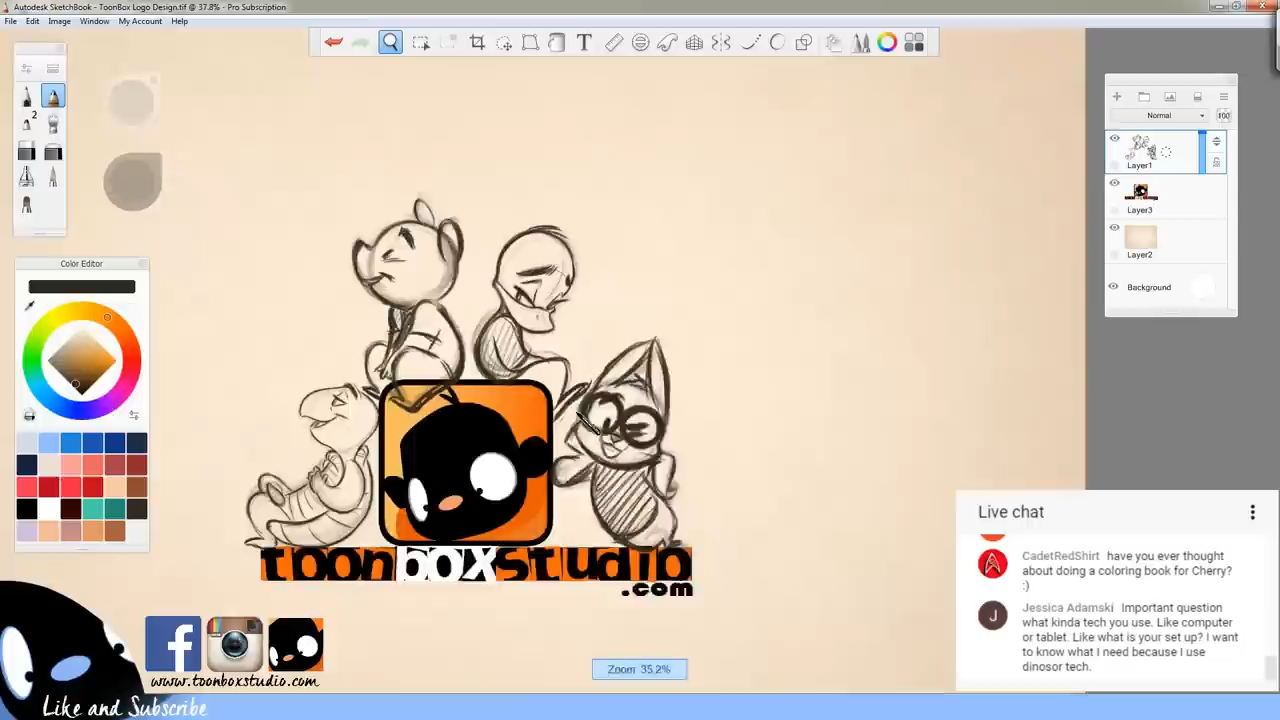 Autodesk SketchBook - ToonBox Logo Design.tif @ 37.8% - Pro Subscription
File Edit Image Window My Account Help
T
2
Normal
100
Layer1
Layer3
Layer2
Background
Color Editor
toonboxstudio
.com
Live chat
CadetRedShirt have you ever thought
about doing a coloring book for Cherry?
:)
J
Jessica Adamski Important question
what kinda tech you use. Like computer
or tablet. Like what is your set up? I want
to know what I need because I use
dinosor tech.
f
www.toonboxstudio.com
Like and Subscribe
Zoom 35.2%